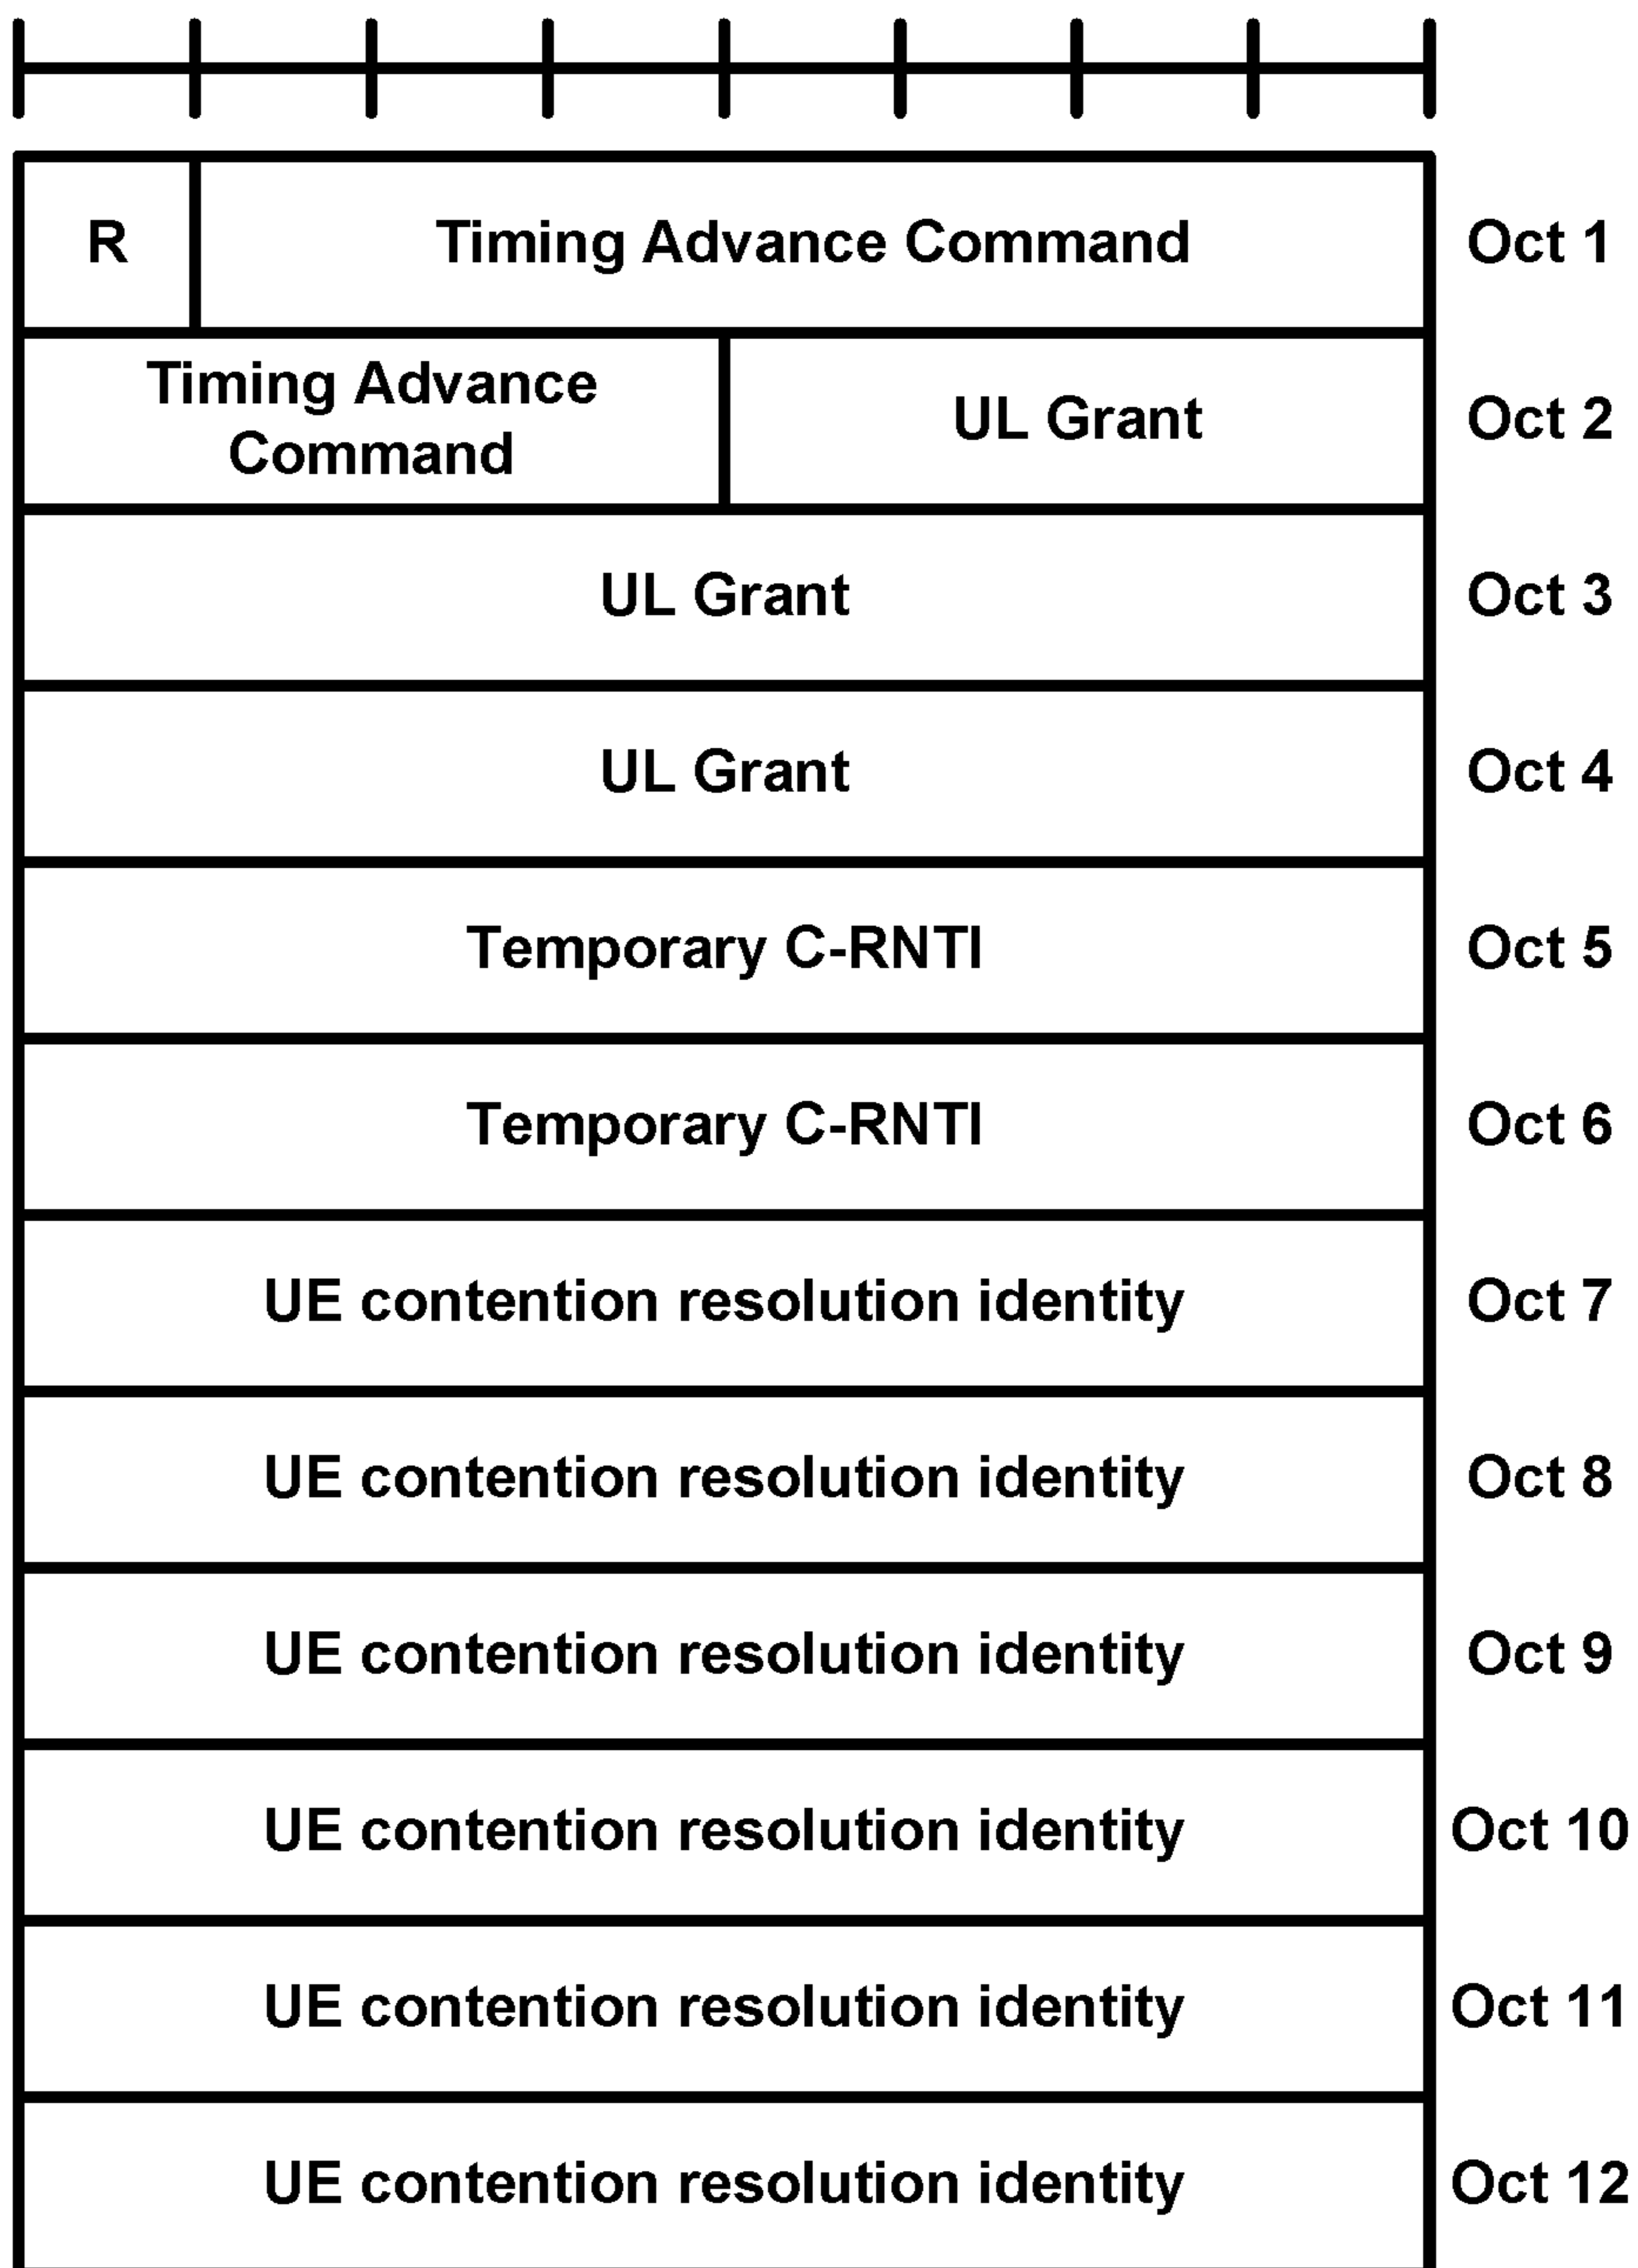 R Timing Advance Command Oct 1
Timing Advance
Command UL Grant Oct 2
UL Grant Oct 3
UL Grant Oct 4
Temporary C-RNTI Oct 5
Temporary C-RNTI Oct 6
UE contention resolution identity Oct 7
UE contention resolution identity Oct 8
UE contention resolution identity Oct 9
UE contention resolution identity Oct 10
UE contention resolution identity Oct 11
UE contention resolution identity Oct 12